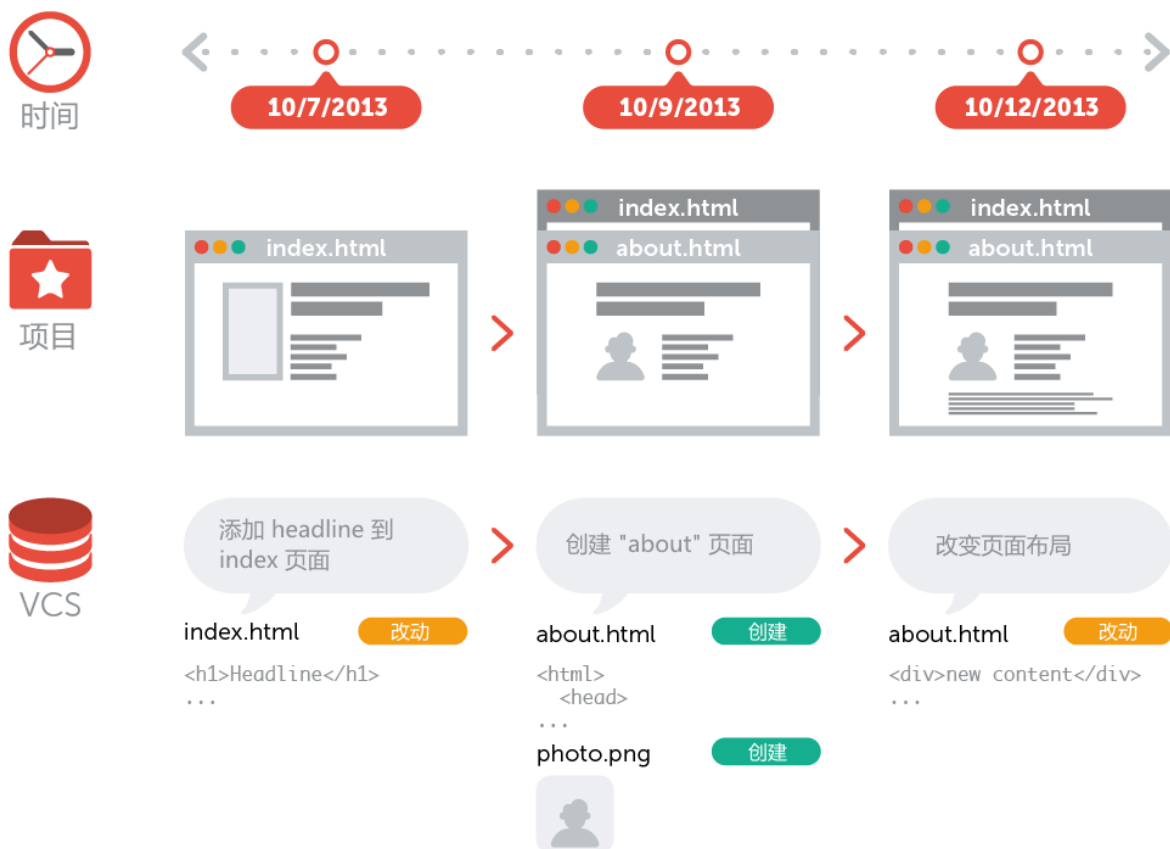 时间
10/7/2013
10/9/2013
10/12/2013
项目
index.html
index.html
about.html
index.html
about.html
VCS
添加 headline 到
index 页面
创建 "about" 页面
改变页面布局
index.html 改动
<h1>Headline</h1>
...
about.html 创建
<html>
<head>
...
photo.png 创建
about.html 改动
<div>new content</div>
...